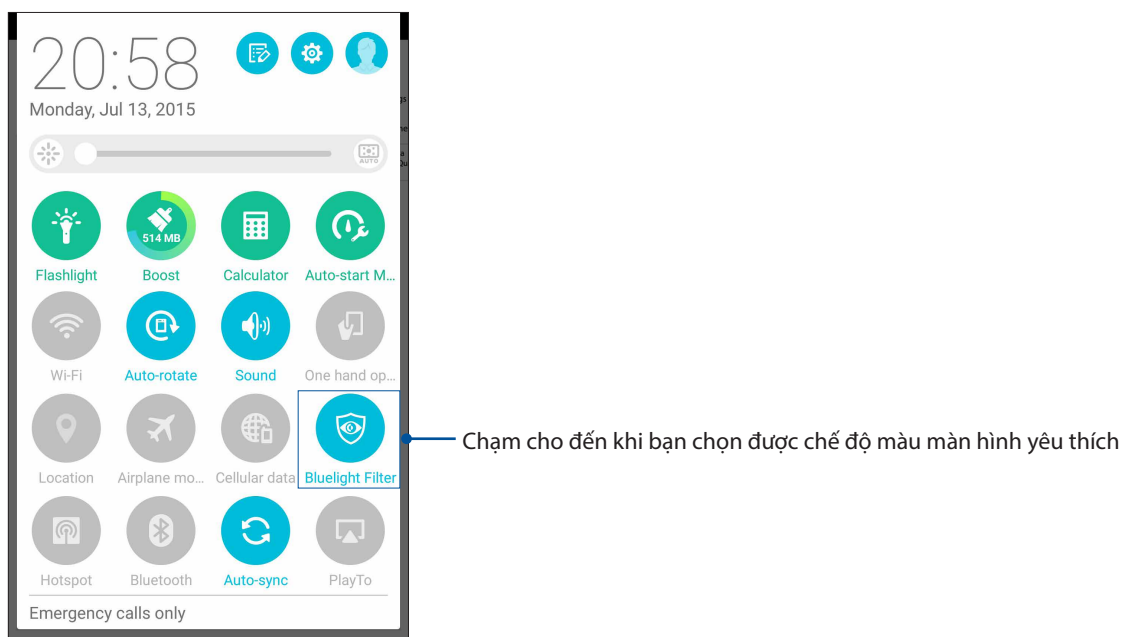 20:58
Monday, Jul 13, 2015
AUTO
514 MB
Flashlight Boost Calculator Auto-start M...
Wi-Fi Auto-rotate Sound One hand op...
Chạm cho đến khi bạn chọn được chế độ màu màn hình yêu thích
Location Airplane mo... Cellular data Bluelight Filter
Hotspot Bluetooth Auto-sync PlayTo
Emergency calls only